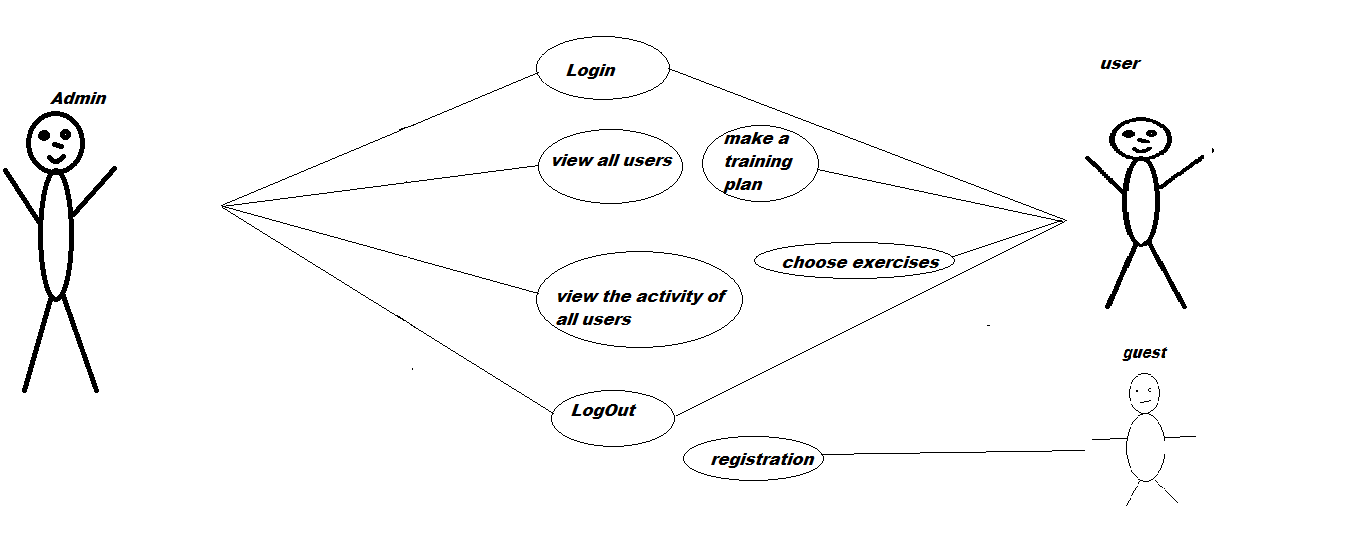 Admin
user
guest
Login
view all users
make a
training
plan
choose exercises
view the activity of
all users
LogOut
registration